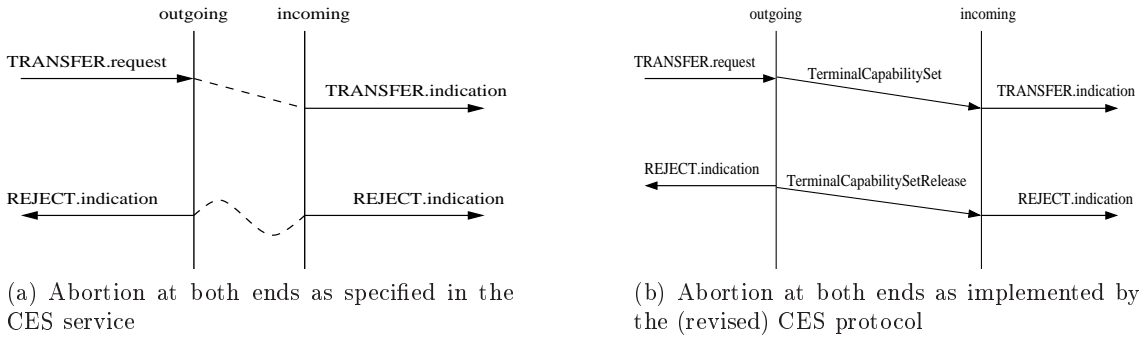 outgoing
incoming
TRANSFER.request
TRANSFER.indication
REJECT.indication
REJECT.indication
(a) Abortion at both ends as specified in the
CES service
outgoing
incoming
TRANSFER.request
TerminalCapabilitySet
TRANSFER.indication
REJECT.indication
TerminalCapabilitySetRelease
REJECT.indication
(b) Abortion at both ends as implemented by
the (revised) CES protocol